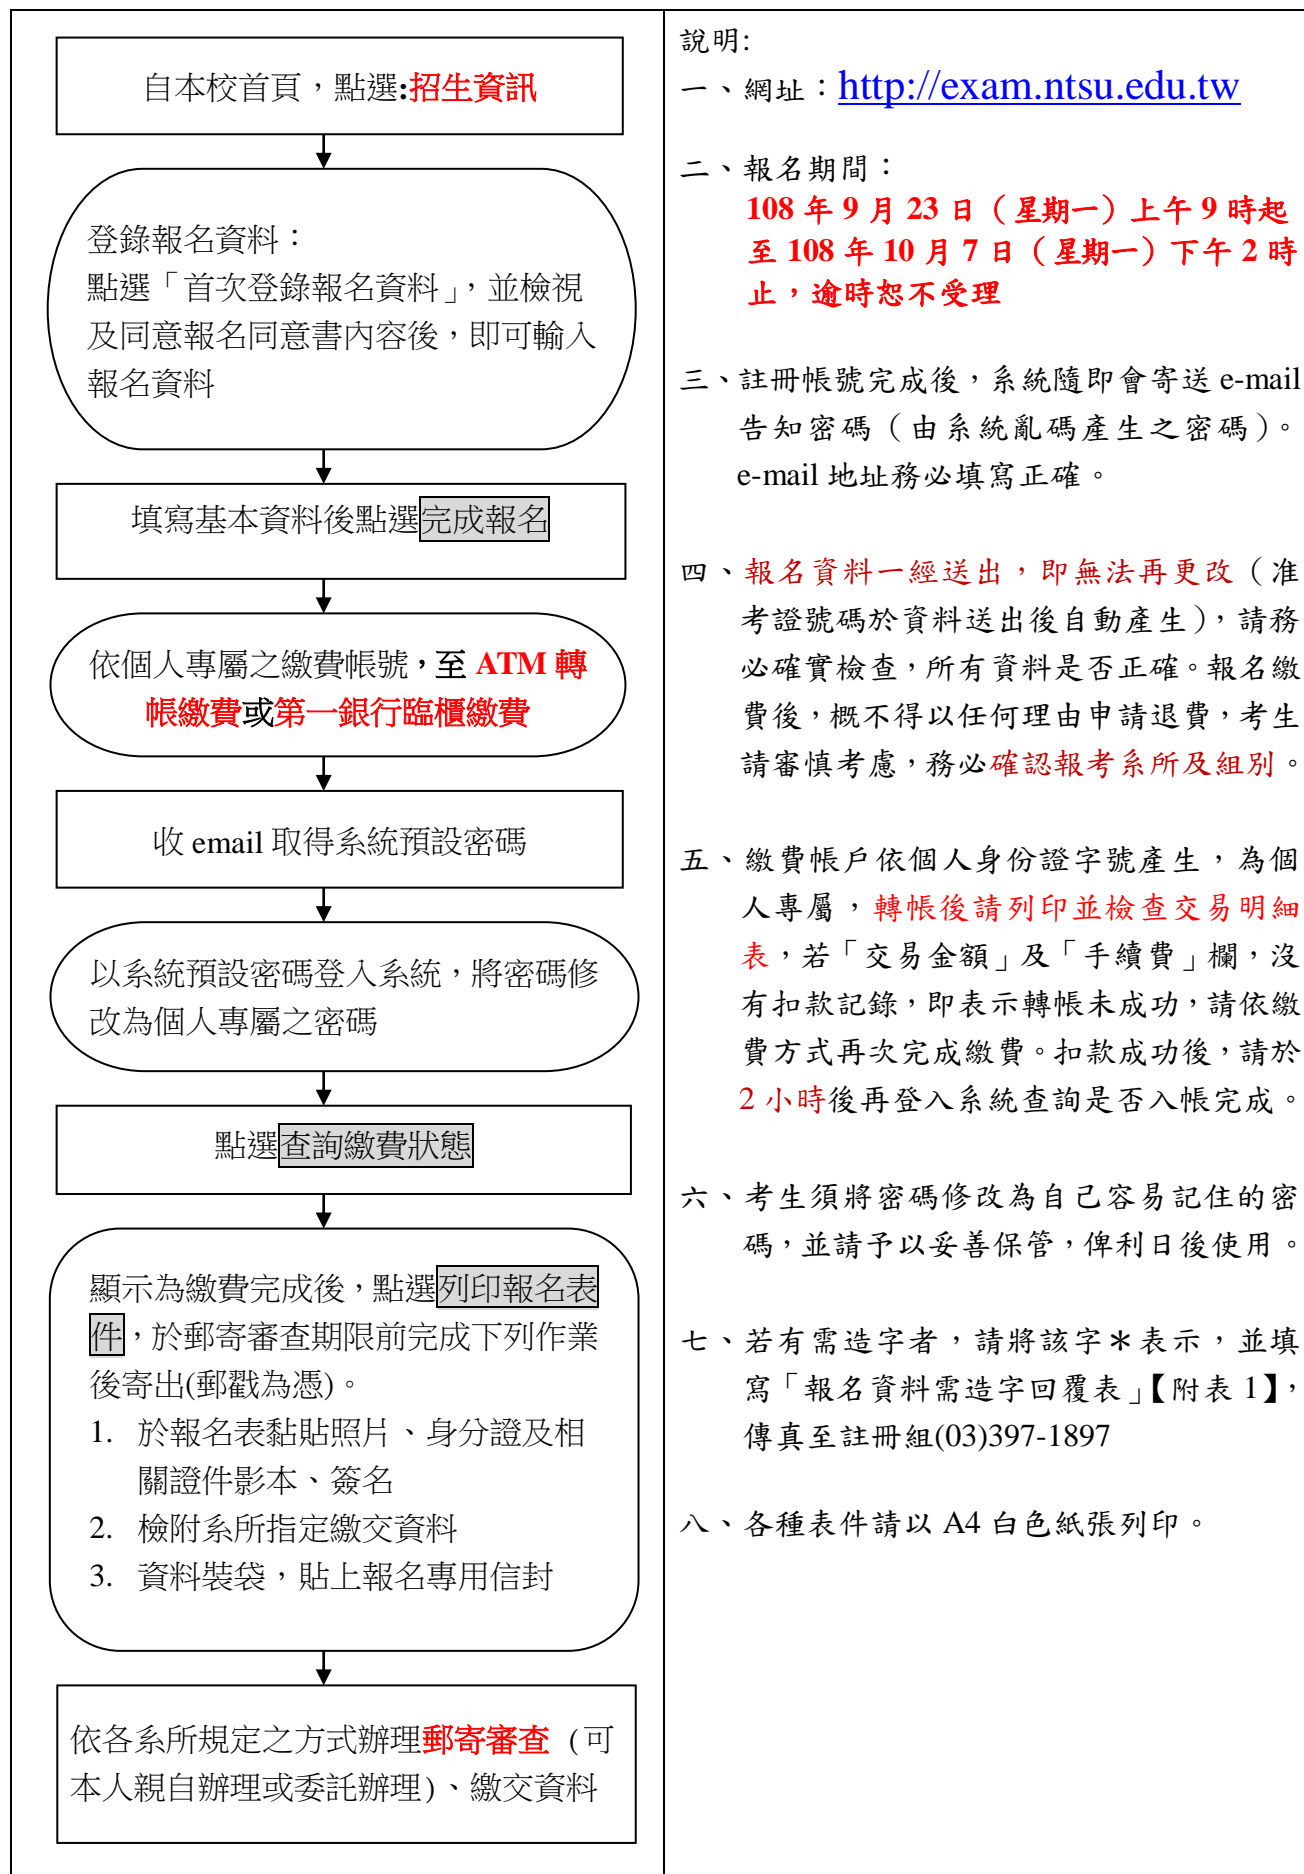 自本校首頁，點選:招生資訊
登錄報名資料：
點選「首次登錄報名資料」，並檢視
及同意報名同意書內容後，即可輸入
報名資料
填寫基本資料後點選完成報名
依個人專屬之繳費帳號，至 ATM 轉
帳繳費或第一銀行臨櫃繳費
收 email 取得系統預設密碼
以系統預設密碼登入系統，將密碼修
改為個人專屬之密碼
點選查詢繳費狀態
顯示為繳費完成後，點選列印報名表
件，於郵寄審查期限前完成下列作業
後寄出(郵戳為憑)。
1. 於報名表黏貼照片、身分證及相
關證件影本、簽名
2. 檢附系所指定繳交資料
3. 資料裝袋，貼上報名專用信封
依各系所規定之方式辦理郵寄審查 (可
本人親自辦理或委託辦理)、繳交資料
說明:
一、網址：http://exam.ntsu.edu.tw
二、報名期間：
108 年 9 月 23 日（星期一）上午 9 時起
至 108 年 10 月 7 日（星期一）下午 2 時
止，逾時恕不受理
三、註冊帳號完成後，系統隨即會寄送 e-mail
告知密碼（由系統亂碼產生之密碼）。
e-mail 地址務必填寫正確。
四、報名資料一經送出，即無法再更改（准
考證號碼於資料送出後自動產生），請務
必確實檢查，所有資料是否正確。報名繳
費後，概不得以任何理由申請退費，考生
請審慎考慮，務必確認報考系所及組別。
五、繳費帳戶依個人身份證字號產生，為個
人專屬，轉帳後請列印並檢查交易明細
表，若「交易金額」及「手續費」欄，沒
有扣款記錄，即表示轉帳未成功，請依繳
費方式再次完成繳費。扣款成功後，請於
2 小時後再登入系統查詢是否入帳完成。
六、考生須將密碼修改為自己容易記住的密
碼，並請予以妥善保管，俾利日後使用。
七、若有需造字者，請將該字＊表示，並填
寫「報名資料需造字回覆表」【附表 1】，
傳真至註冊組(03)397-1897
八、各種表件請以 A4 白色紙張列印。